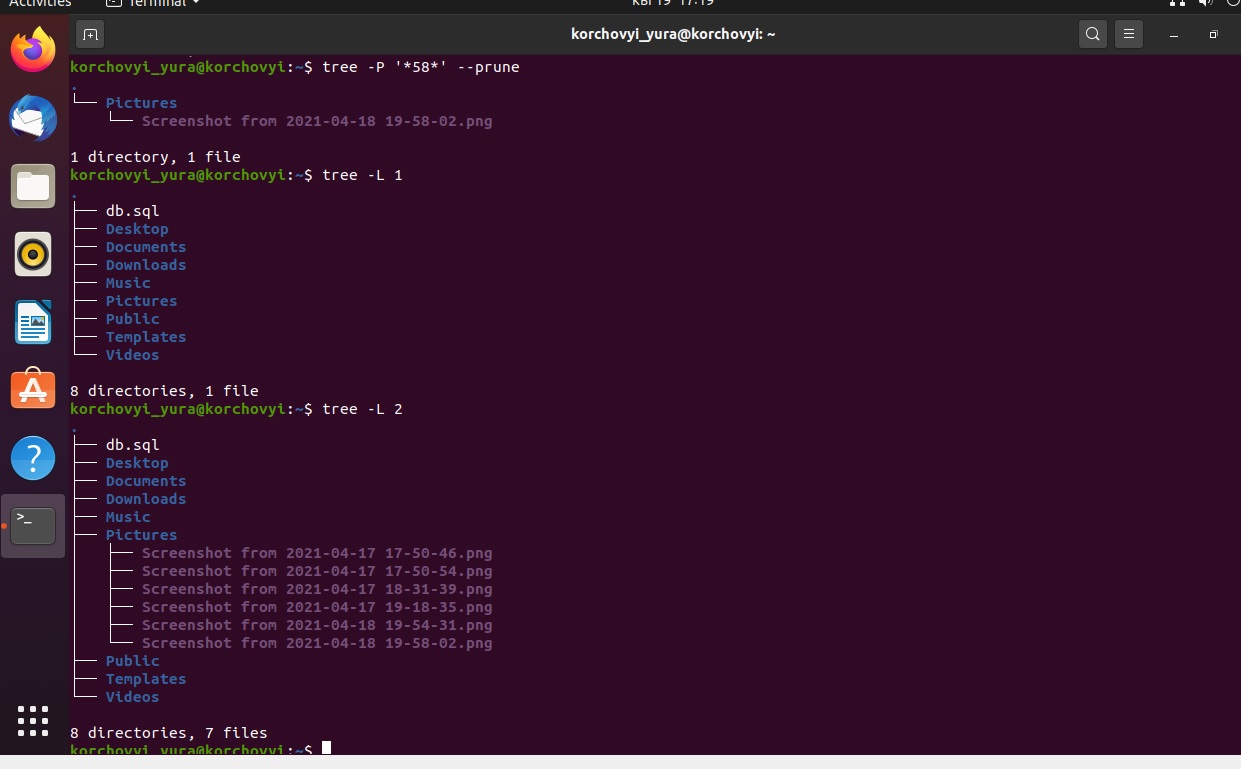 Activities Terminal КВІ 19 17:19
korchovyi_yura@korchovyi: ~
korchovyi_yura@korchovyi:~$ tree -P '*58*' --prune
.
└── Pictures
└── Screenshot from 2021-04-18 19-58-02.png
1 directory, 1 file
korchovyi_yura@korchovyi:~$ tree -L 1
.
├── db.sql
├── Desktop
├── Documents
├── Downloads
├── Music
├── Pictures
├── Public
├── Templates
└── Videos
8 directories, 1 file
korchovyi_yura@korchovyi:~$ tree -L 2
.
├── db.sql
├── Desktop
├── Documents
├── Downloads
├── Music
├── Pictures
│   ├── Screenshot from 2021-04-17 17-50-46.png
│   ├── Screenshot from 2021-04-17 17-50-54.png
│   ├── Screenshot from 2021-04-17 18-31-39.png
│   ├── Screenshot from 2021-04-17 19-18-35.png
│   ├── Screenshot from 2021-04-18 19-54-31.png
│   └── Screenshot from 2021-04-18 19-58-02.png
├── Public
├── Templates
└── Videos
8 directories, 7 files
korchovyi_yura@korchovyi:~$